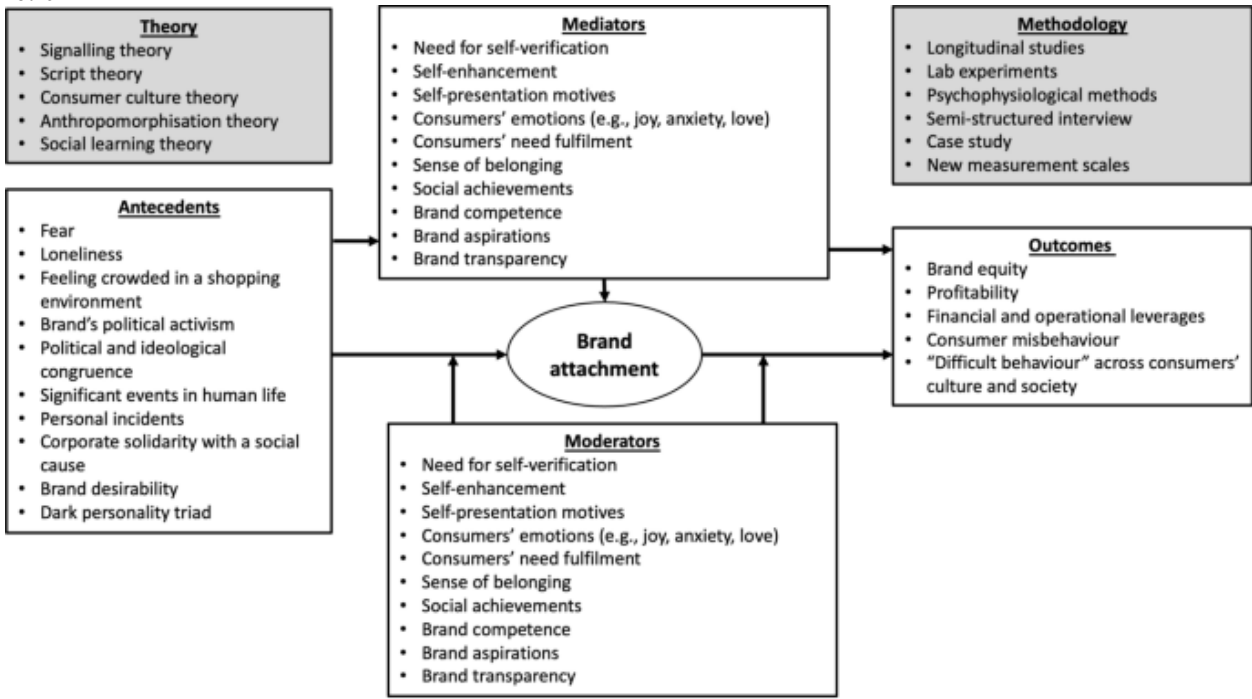 Theory
• Signalling theory
• Script theory
• Consumer culture theory
• Anthropomorphisation theory
• Social learning theory
Mediators
• Need for self-verification
• Self-enhancement
• Self-presentation motives
• Consumers' emotions (e.g., joy, anxiety, love)
• Consumers' need fulfilment
• Sense of belonging
• Social achievements
• Brand competence
• Brand aspirations
• Brand transparency
Methodology
• Longitudinal studies
• Lab experiments
• Psychophysiological methods
• Semi-structured interview
• Case study
• New measurement scales
Antecedents
• Fear
• Loneliness
• Feeling crowded in a shopping
environment
• Brand's political activism
• Political and ideological
congruence
• Significant events in human life
• Personal incidents
• Corporate solidarity with a social
cause
• Brand desirability
• Dark personality triad
Brand
attachment
Outcomes
• Brand equity
• Profitability
• Financial and operational leverages
• Consumer misbehaviour
• “Difficult behaviour” across consumers'
culture and society
Moderators
• Need for self-verification
• Self-enhancement
• Self-presentation motives
• Consumers' emotions (e.g., joy, anxiety, love)
• Consumers' need fulfilment
• Sense of belonging
• Social achievements
• Brand competence
• Brand aspirations
• Brand transparency